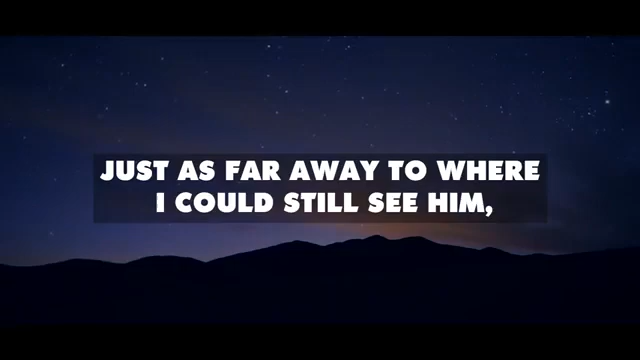 JUST AS FAR AWAY TO WHERE
I COULD STILL SEE HIM,